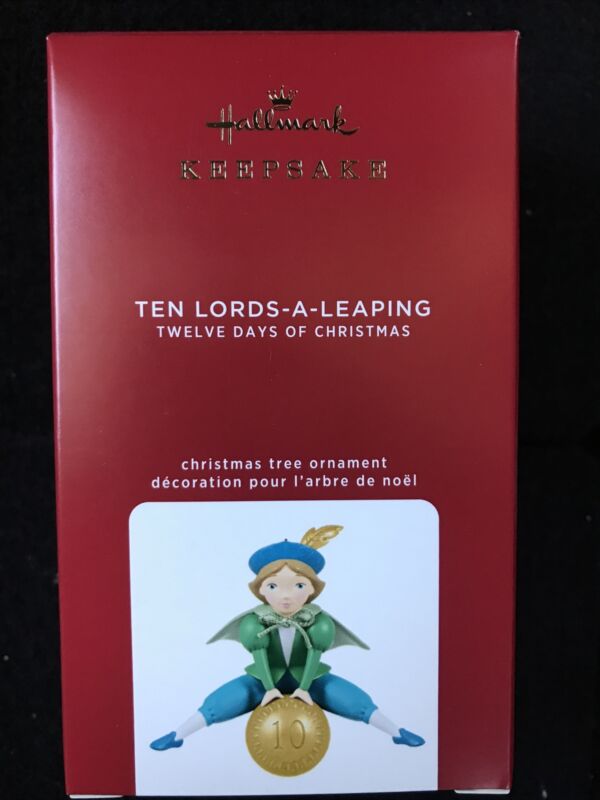 Hallmark
KEEPSAKE
TEN LORDS-A-LEAPING
TWELVE DAYS OF CHRISTMAS
christmas tree ornament
décoration pour l'arbre de noël
10